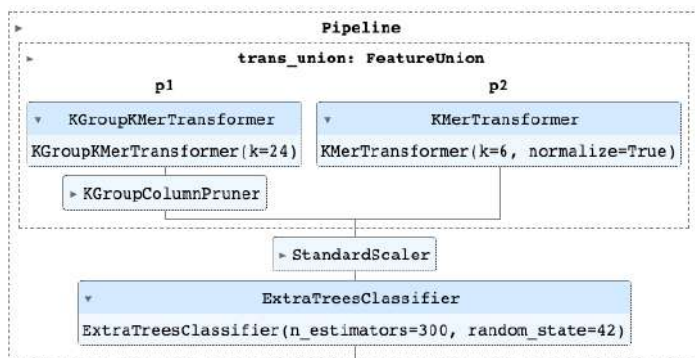 Pipeline
trans_union: FeatureUnion
p1
p2
KGroupKMerTransformer
KMerTransformer
KGroupKMerTransformer(k=24)
KMerTransformer(k=6, normalize=True)
KGroupColumnPruner
StandardScaler
ExtraTreesClassifier
ExtraTreesClassifier(n_estimators=300, random_state=42)